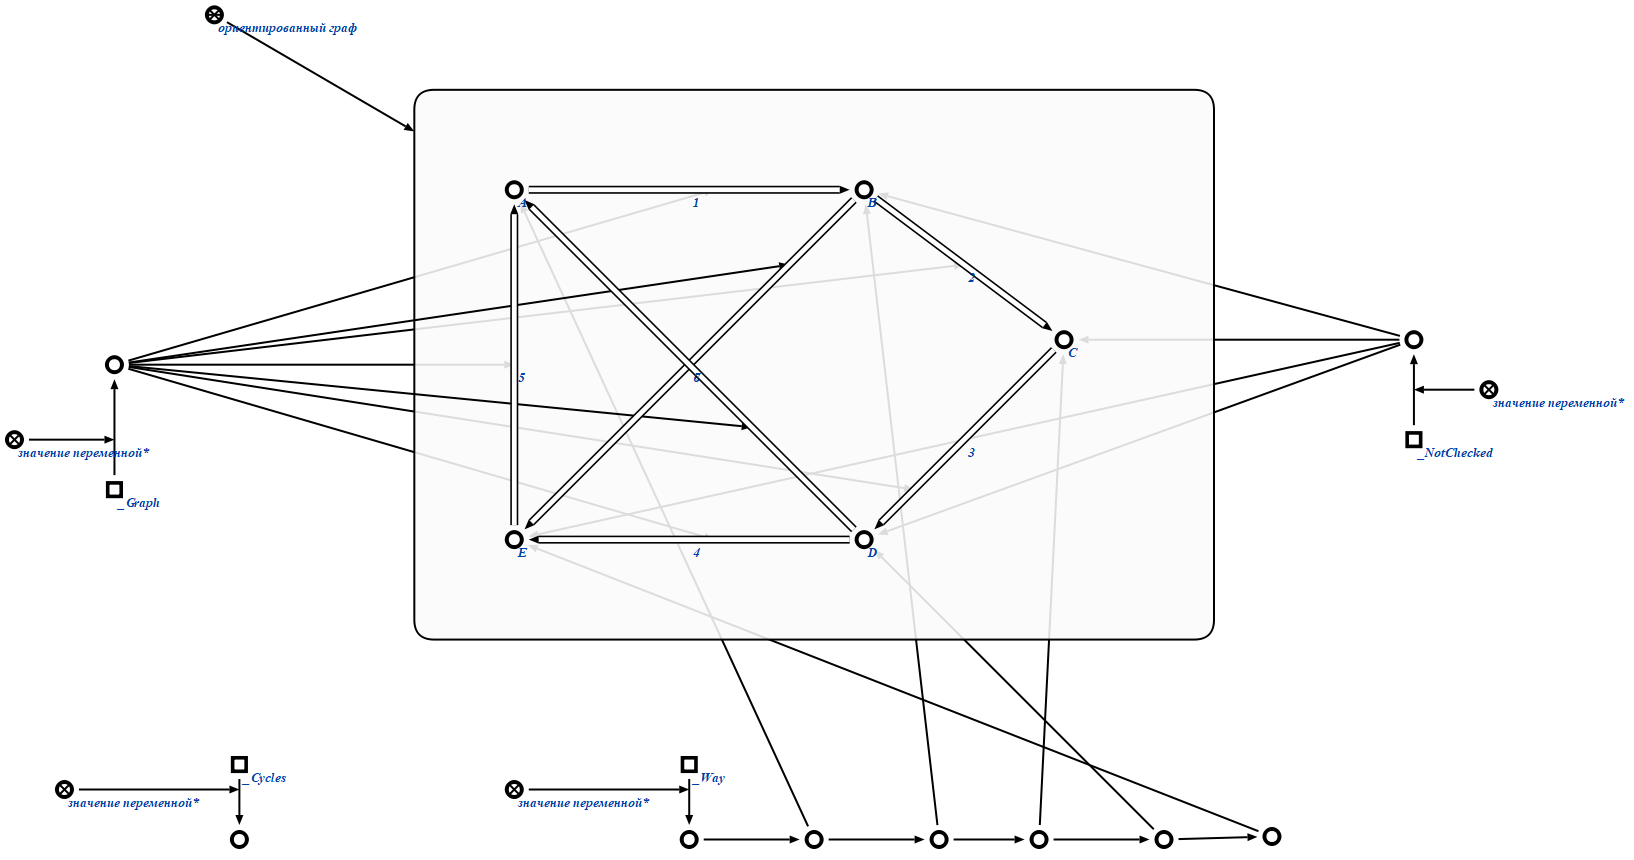 ориентированный граф
A
1
B
2
C
5
6
значение переменной*
значение переменной*
_NotChecked
3
_Graph
E
4
D
_Cycles
_Way
значение переменной*
значение переменной*